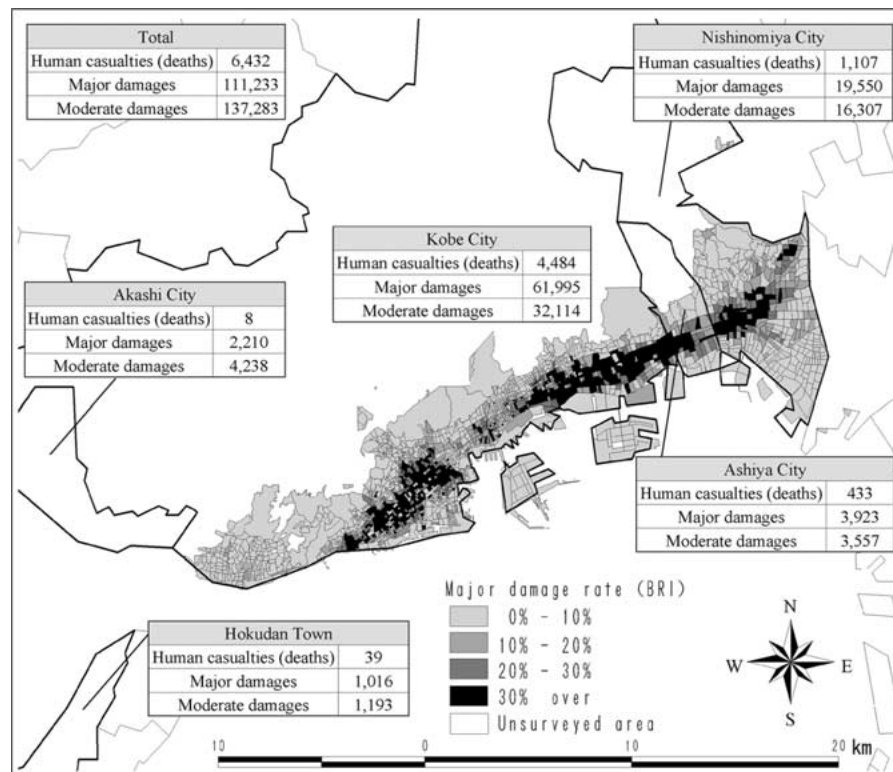 Total
Human casualties (deaths) 6,432
Major damages 111,233
Moderate damages 137,283
Nishinomiya City
Human casualties (deaths) 1,107
Major damages 19,550
Moderate damages 16,307
Kobe City
Human casualties (deaths) 4,484
Major damages 61,995
Moderate damages 32,114
Akashi City
Human casualties (deaths) 8
Major damages 2,210
Moderate damages 4,238
Ashiya City
Human casualties (deaths) 433
Major damages 3,923
Moderate damages 3,557
Hokudan Town
Human casualties (deaths) 39
Major damages 1,016
Moderate damages 1,193
Major damage rate (BRI)
0% - 10%
10% - 20%
20% - 30%
30% over
Unsurveyed area
N
W E
S
10 0 10 20 km